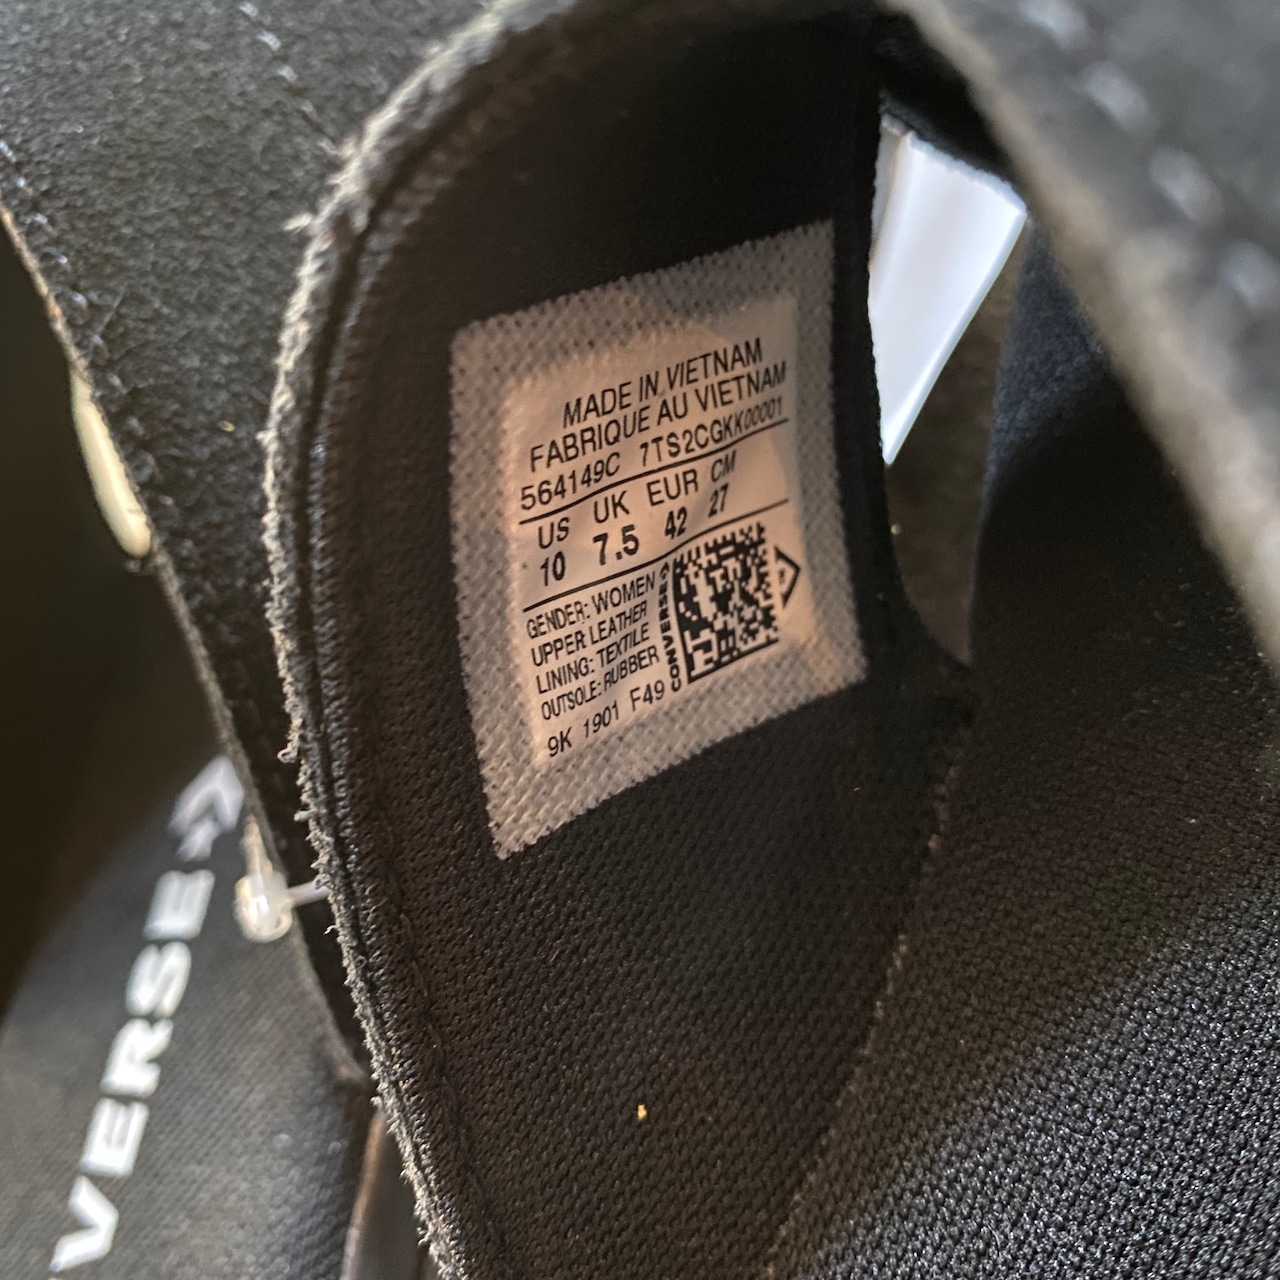 MADE IN VIETNAM
FABRIQUE AU VIETNAM
564149C 7TS2CGKK00001
US UK EUR CM
10 7.5 42 27
GENDER: WOMEN
UPPER: LEATHER
LINING: TEXTILE
OUTSOLE: RUBBER
CONVERSE
9K 1901 F49
VERSE